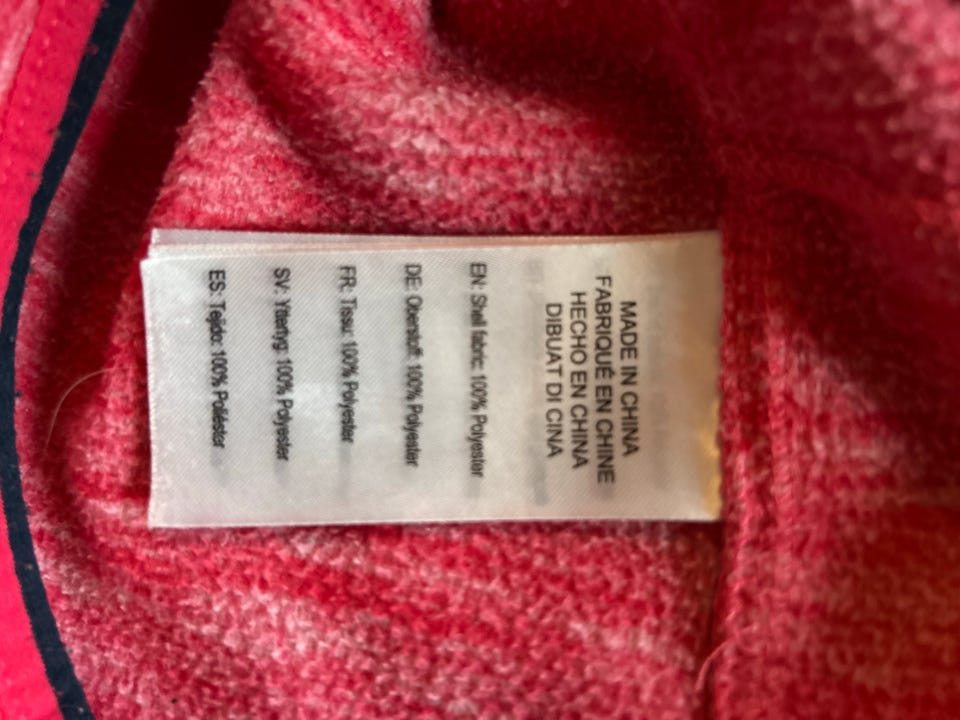 MADE IN CHINA
FABRIQUÉ EN CHINE
HECHO EN CHINA
DIBUAT DI CINA
EN: Shell fabric: 100% Polyester
DE: Oberstoff: 100% Polyester
FR: Tissu: 100% Polyester
SV: Yttertyg: 100% Polyester
ES: Tejido: 100% Poliéster